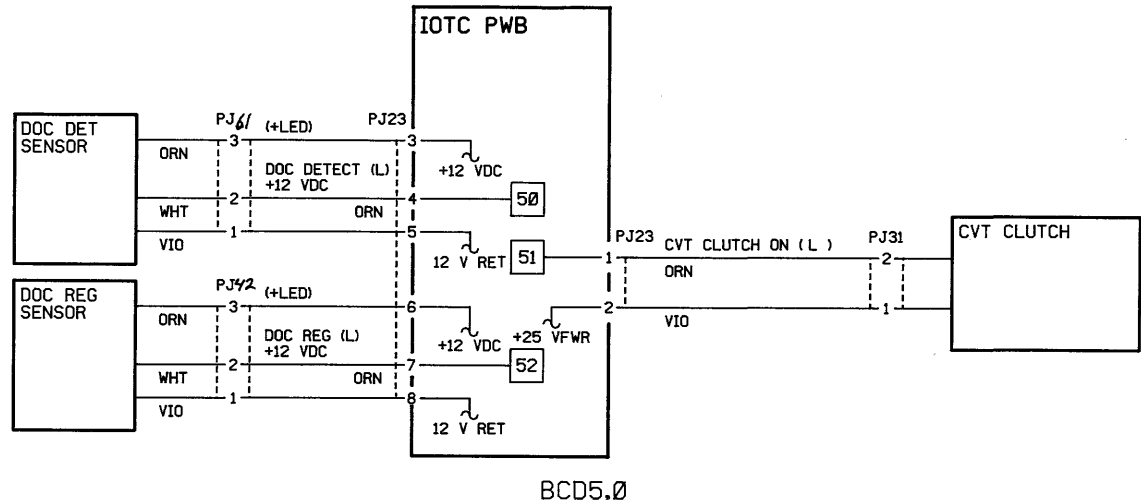 IOTC PWB
DOC DET
SENSOR
PJ61
(+LED)
PJ23
3
3
ORN
+12 VDC
DOC DETECT (L)
+12 VDC
2
4
50
WHT
ORN
1
5
VIO
12 V RET
51
1
PJ23
CVT CLUTCH ON (L )
PJ31
2
CVT CLUTCH
ORN
DOC REG
SENSOR
PJ42
(+LED)
3
6
ORN
2
1
VIO
+12 VDC
+25 VFWR
DOC REG (L)
+12 VDC
2
7
52
WHT
ORN
1
8
VIO
12 V RET
BCD5.0